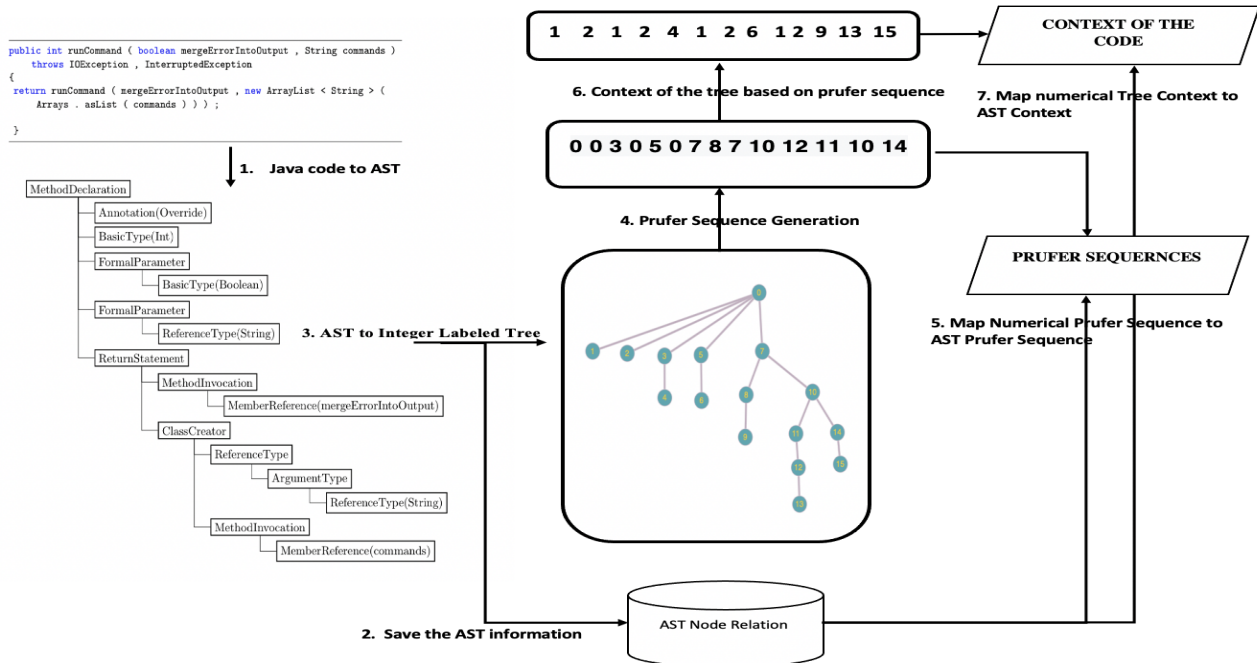 public int runCommand ( boolean mergeErrorIntoOutput , String commands )
throws IOException , InterruptedException
{
return runCommand ( mergeErrorIntoOutput , new ArrayList < String > (
Arrays . asList ( commands ) ) ) ;
}
1. Java code to AST
MethodDeclaration
Annotation(Override)
BasicType(Int)
FormalParameter
BasicType(Boolean)
FormalParameter
ReferenceType(String)
ReturnStatement
MethodInvocation
MemberReference(mergeErrorIntoOutput)
ClassCreator
ReferenceType
ArgumentType
ReferenceType(String)
MethodInvocation
MemberReference(commands)
3. AST to Integer Labeled Tree
2. Save the AST information
AST Node Relation
1 2 1 2 4 1 2 6 1 2 9 13 15
6. Context of the tree based on prufer sequence
0 0 3 0 5 0 7 8 7 10 12 11 10 14
4. Prufer Sequence Generation
0
1
2
3
5
7
4
6
8
10
9
11
14
12
15
13
CONTEXT OF THE
CODE
7. Map numerical Tree Context to
AST Context
PRUFER SEQUERNCES
5. Map Numerical Prufer Sequence to
AST Prufer Sequence